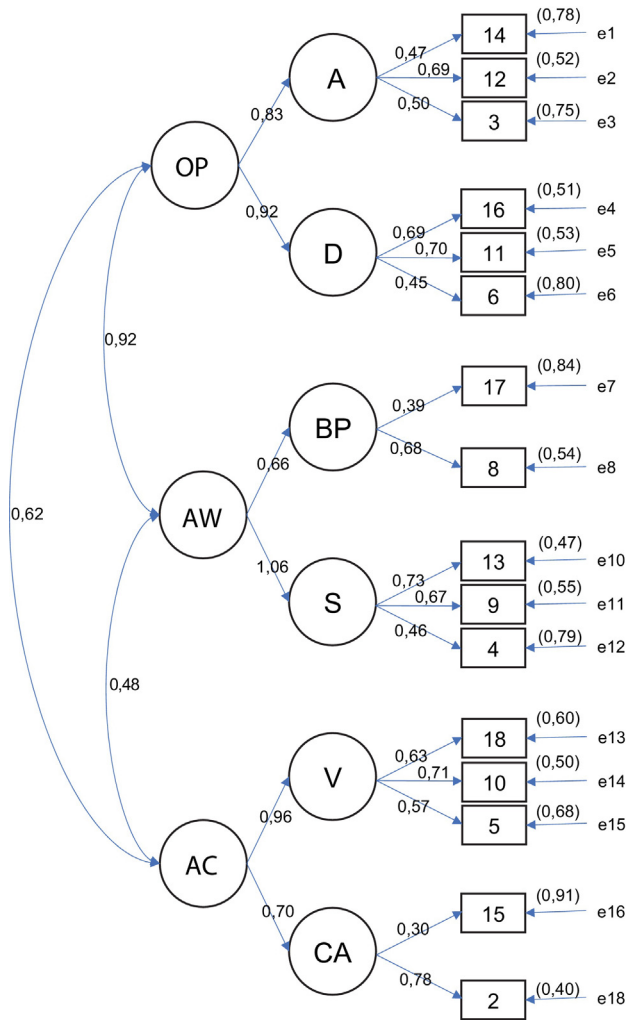 (0,78)
0,47
14
e1
A
0,69
12
(0,52)
e2
0,50
3
(0,75)
e3
0,83
OP
0,92
(0,51)
0,69
16
e4
D
0,70
11
(0,53)
e5
0,45
6
(0,80)
e6
0,92
(0,84)
17
e7
0,39
BP
0,68
8
(0,54)
e8
0,66
AW
1,06
0,62
(0,47)
13
e10
0,73
S
0,67
9
(0,55)
e11
0,46
4
(0,79)
e12
0,48
(0,60)
18
e13
0,63
V
0,71
10
(0,50)
e14
0,57
5
(0,68)
e15
0,96
AC
0,70
(0,91)
15
e16
0,30
CA
0,78
2
(0,40)
e18